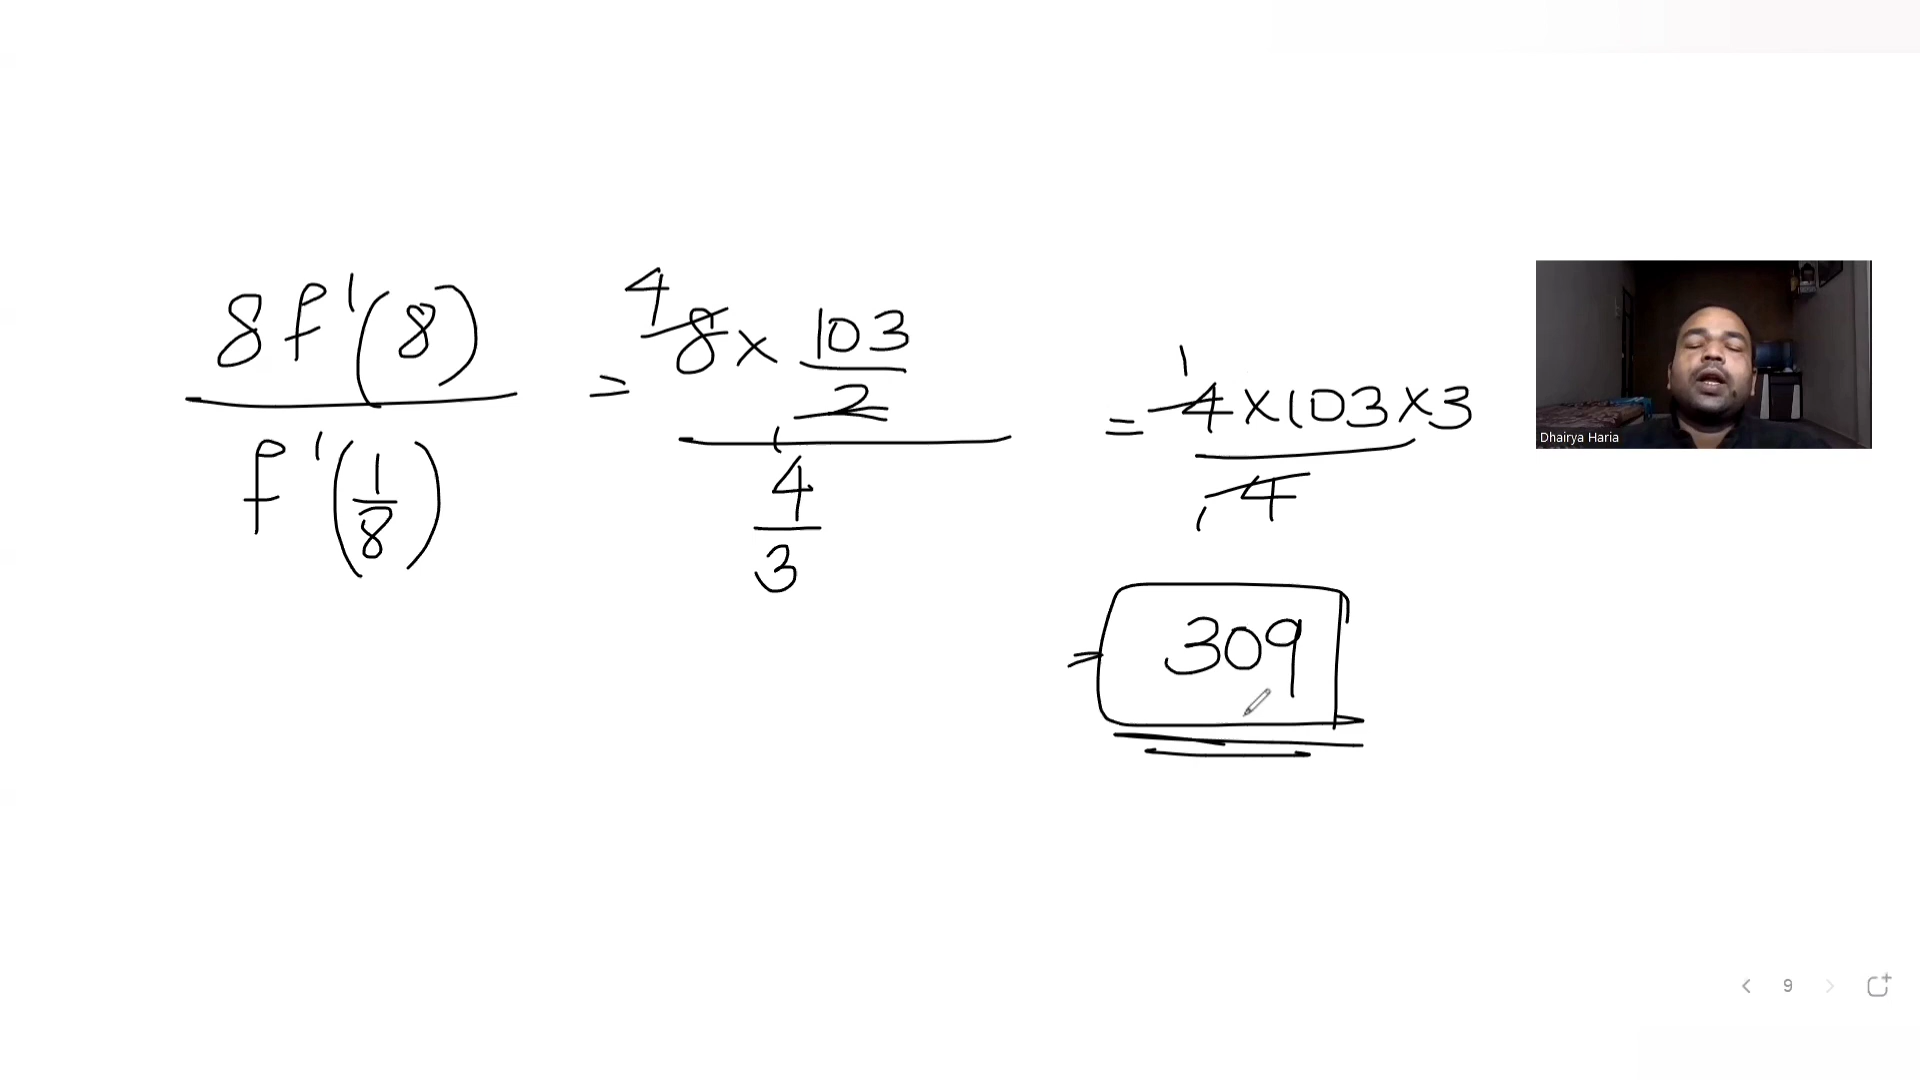 8f'(8) / f'(1/8) = 4 8 × 103/2 / 4/3 = 1 4×103×3 / 1 4
= 309
Dhairya Haria
9